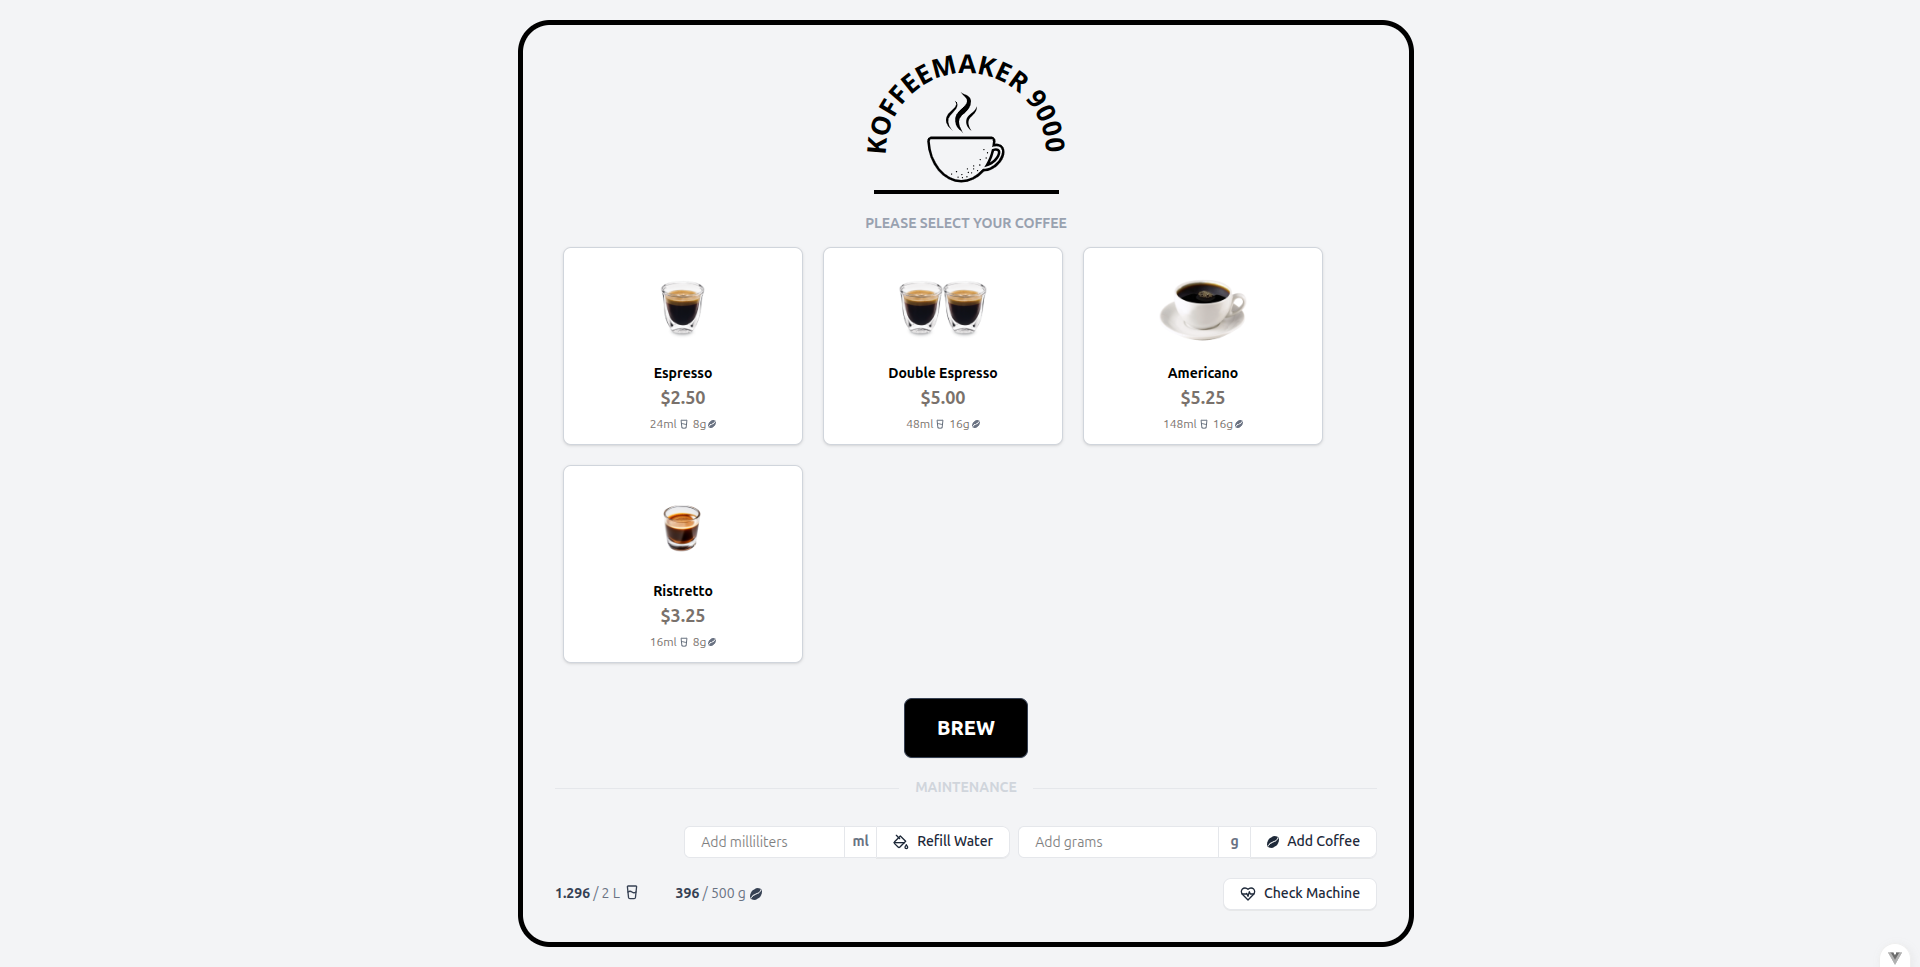 KOFFEEMAKER 9000
PLEASE SELECT YOUR COFFEE
Espresso
$2.50
24ml 8g
Double Espresso
$5.00
48ml 16g
Americano
$5.25
148ml 16g
Ristretto
$3.25
16ml 8g
BREW
MAINTENANCE
Add milliliters ml Refill Water Add grams g Add Coffee
1.296 / 2 L 396 / 500 g Check Machine